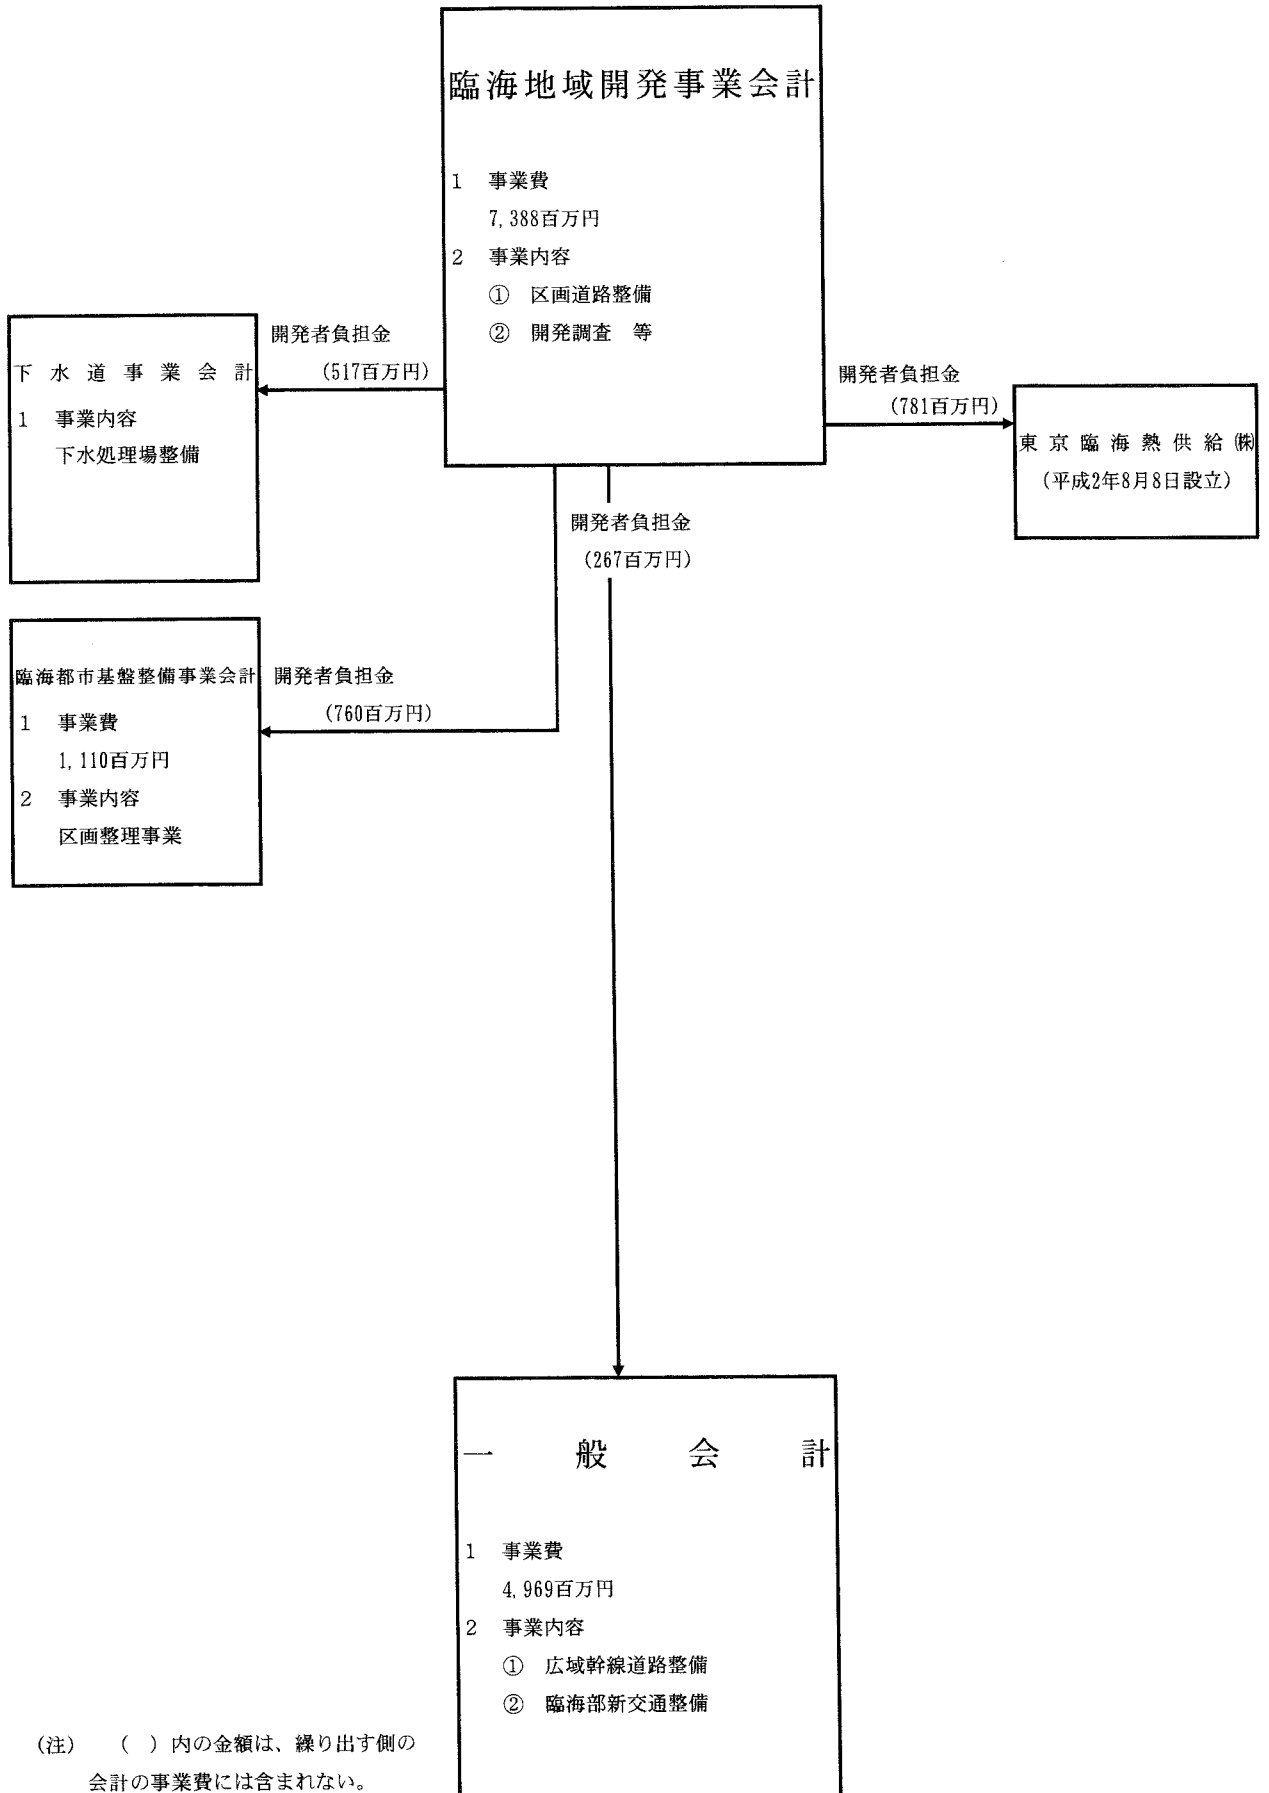 臨海地域開発事業会計
1 事業費
7,388百万円
2 事業内容
① 区画道路整備
② 開発調査 等
開発者負担金
(517百万円)
下水道事業会計
1 事業内容
下水処理場整備
開発者負担金
(781百万円)
東京臨海熱供給㈱
(平成2年8月8日設立)
開発者負担金
(267百万円)
臨海都市基盤整備事業会計
1 事業費
1,110百万円
2 事業内容
区画整理事業
開発者負担金
(760百万円)
一般会計
1 事業費
4,969百万円
2 事業内容
① 広域幹線道路整備
② 臨海部新交通整備
(注) ( )内の金額は、繰り出す側の
会計の事業費には含まれない。